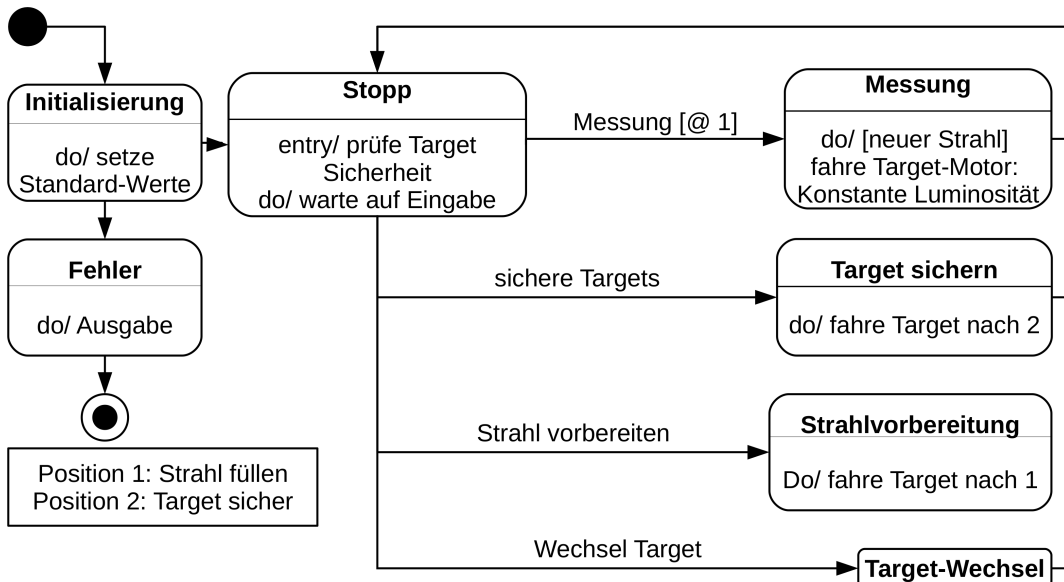 Initialisierung
do/ setze
Standard-Werte
Stopp
entry/ prüfe Target
Sicherheit
do/ warte auf Eingabe
Messung [@ 1]
Messung
do/ [neuer Strahl]
fahre Target-Motor:
Konstante Luminosität
Fehler
do/ Ausgabe
sichere Targets
Target sichern
do/ fahre Target nach 2
Strahl vorbereiten
Strahlvorbereitung
Do/ fahre Target nach 1
Position 1: Strahl füllen
Position 2: Target sicher
Wechsel Target
Target-Wechsel